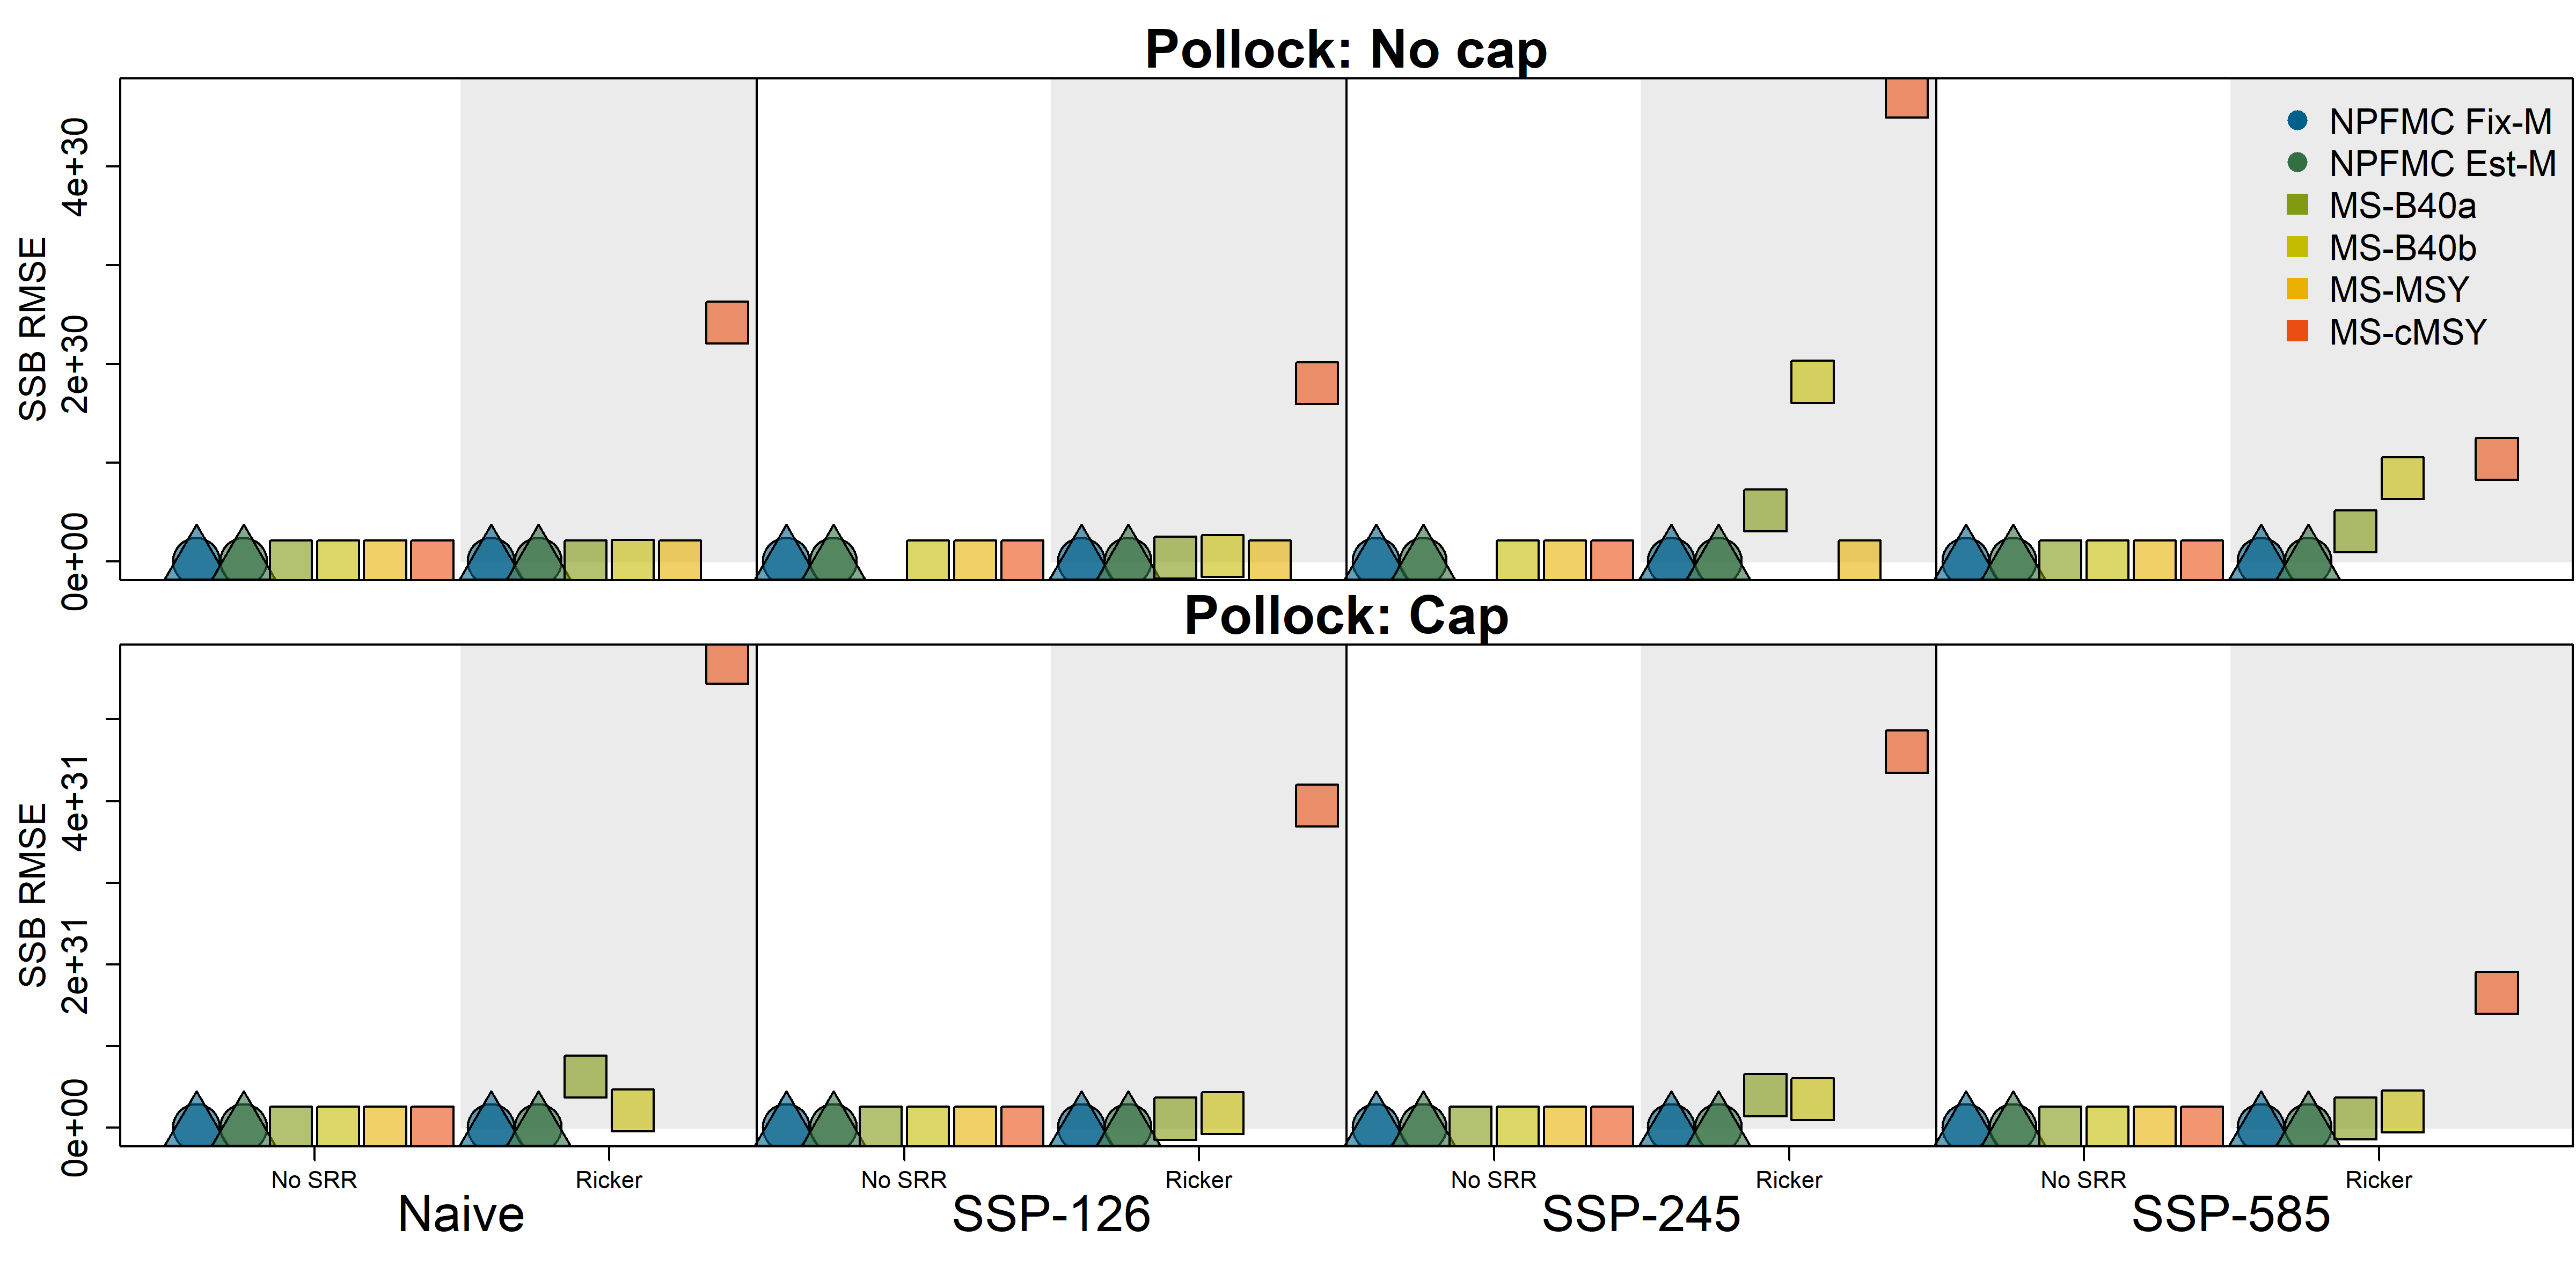 Pollock: No cap
SSB RMSE
4e+30
2e+30
0e+00
NPFMC Fix-M
NPFMC Est-M
MS-B40a
MS-B40b
MS-MSY
MS-cMSY
Pollock: Cap
SSB RMSE
4e+31
2e+31
0e+00
No SRR Ricker No SRR Ricker No SRR Ricker No SRR Ricker
Naive SSP-126 SSP-245 SSP-585